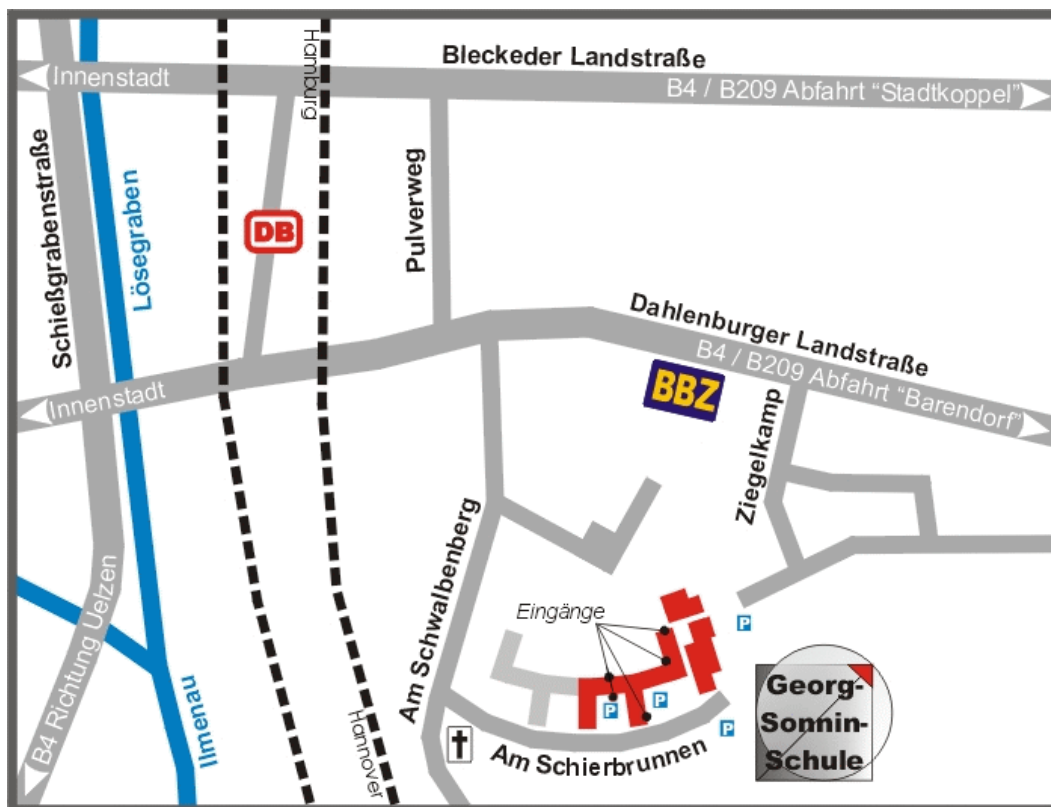 Bleckeder Landstraße
Innenstadt
B4 / B209 Abfahrt "Stadtkoppel"
Hamburg
Schießgrabenstraße
Lösegraben
DB
Pulverweg
Dahlenburger Landstraße
B4 / B209 Abfahrt "Barendorf"
Innenstadt
BBZ
Ziegelkamp
Am Schwalbenberg
B4 Richtung Uelzen
Ilmenau
Hannover
Eingänge
P
P
P
P
Am Schierbrunnen
Georg-
Sonnin-
Schule